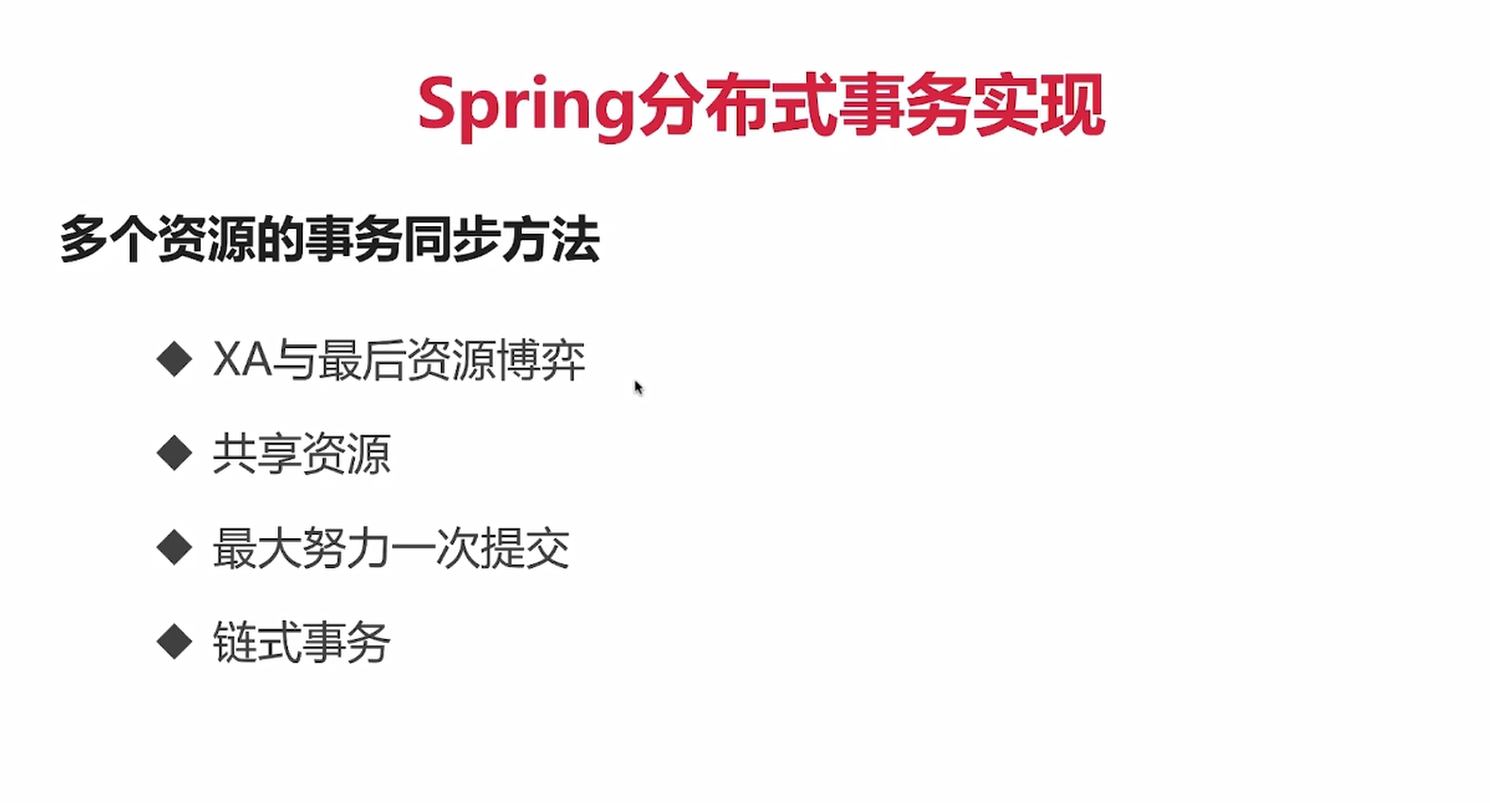 Spring分布式事务实现
多个资源的事务同步方法
◆ XA与最后资源博弈
◆ 共享资源
◆ 最大努力一次提交
◆ 链式事务